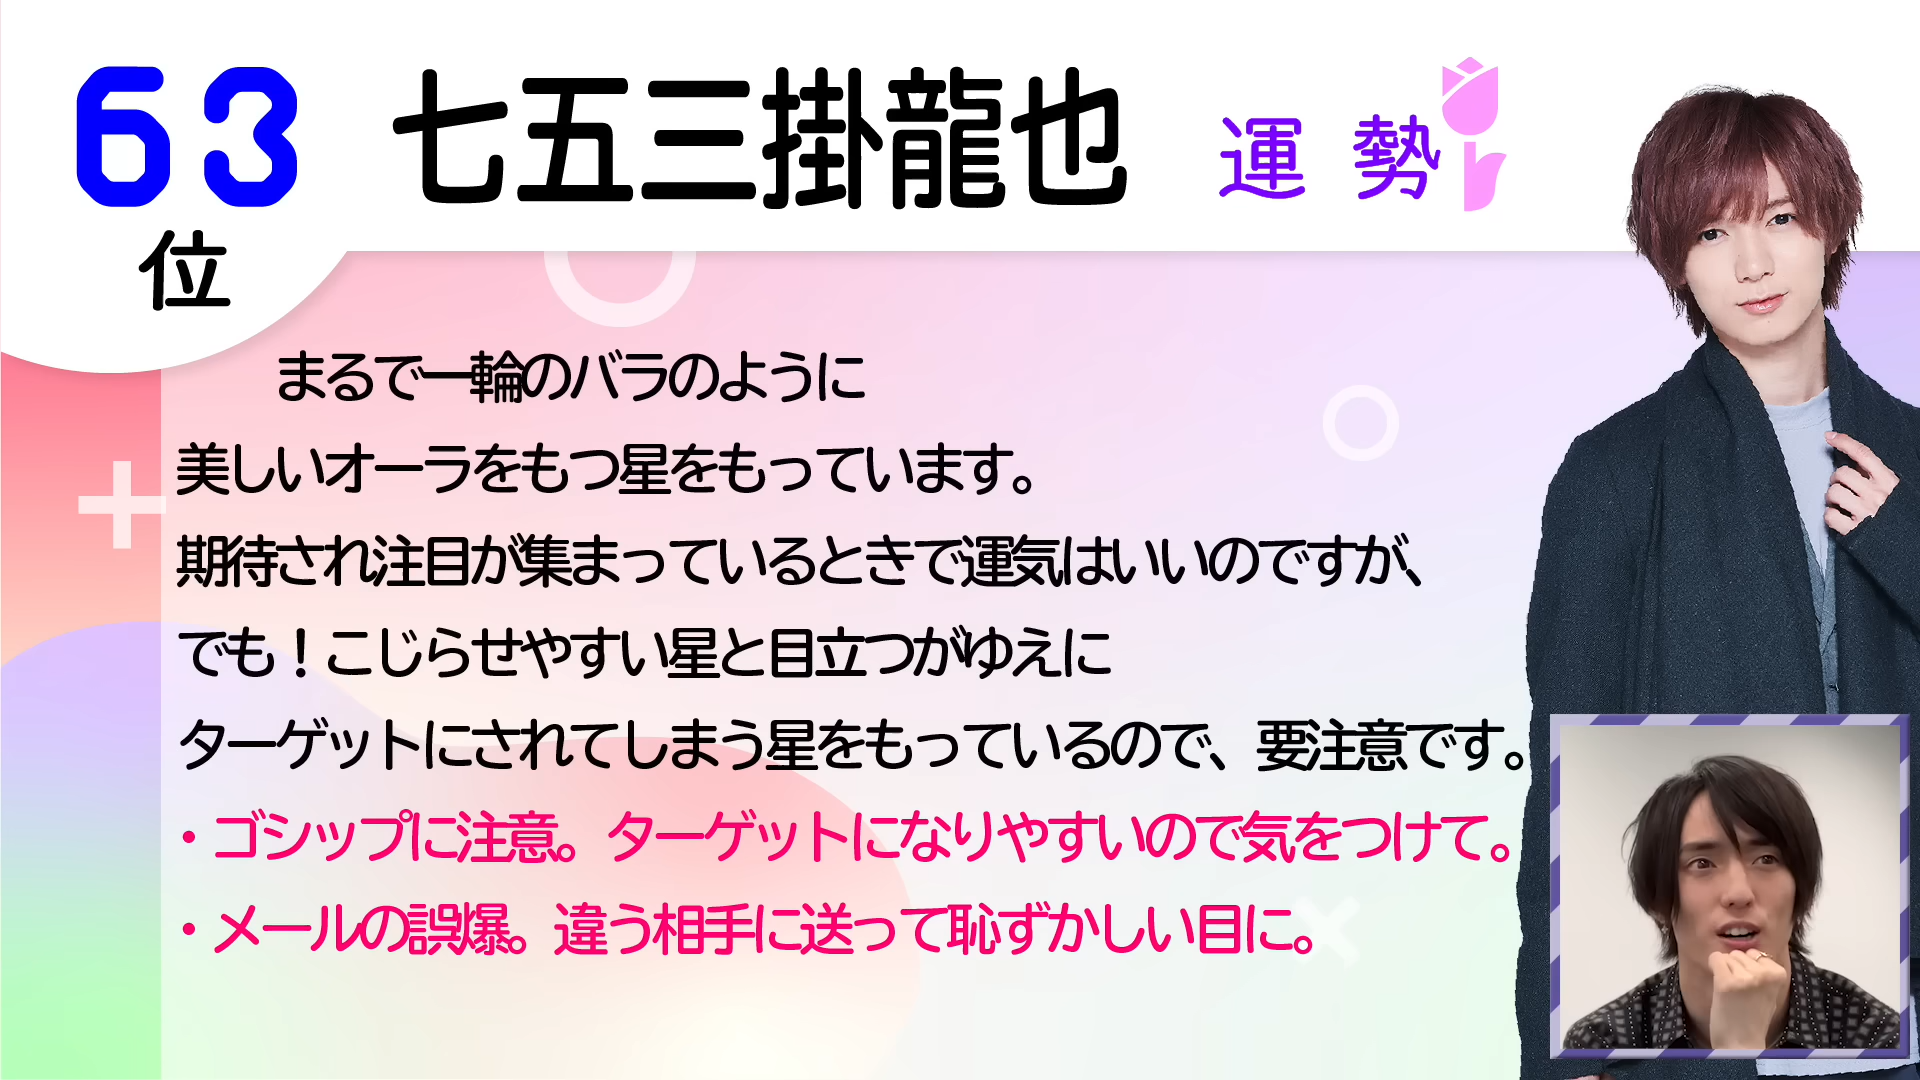 63
位
七五三掛龍也
運勢
まるで一輪のバラのように
美しいオーラをもつ星をもっています。
期待され注目が集まっているときで運気はいいのですが、
でも！こじらせやすい星と目立つがゆえに
ターゲットにされてしまう星をもっているので、要注意です。
・ゴシップに注意。ターゲットになりやすいので気をつけて。
・メールの誤爆。違う相手に送って恥ずかしい目に。